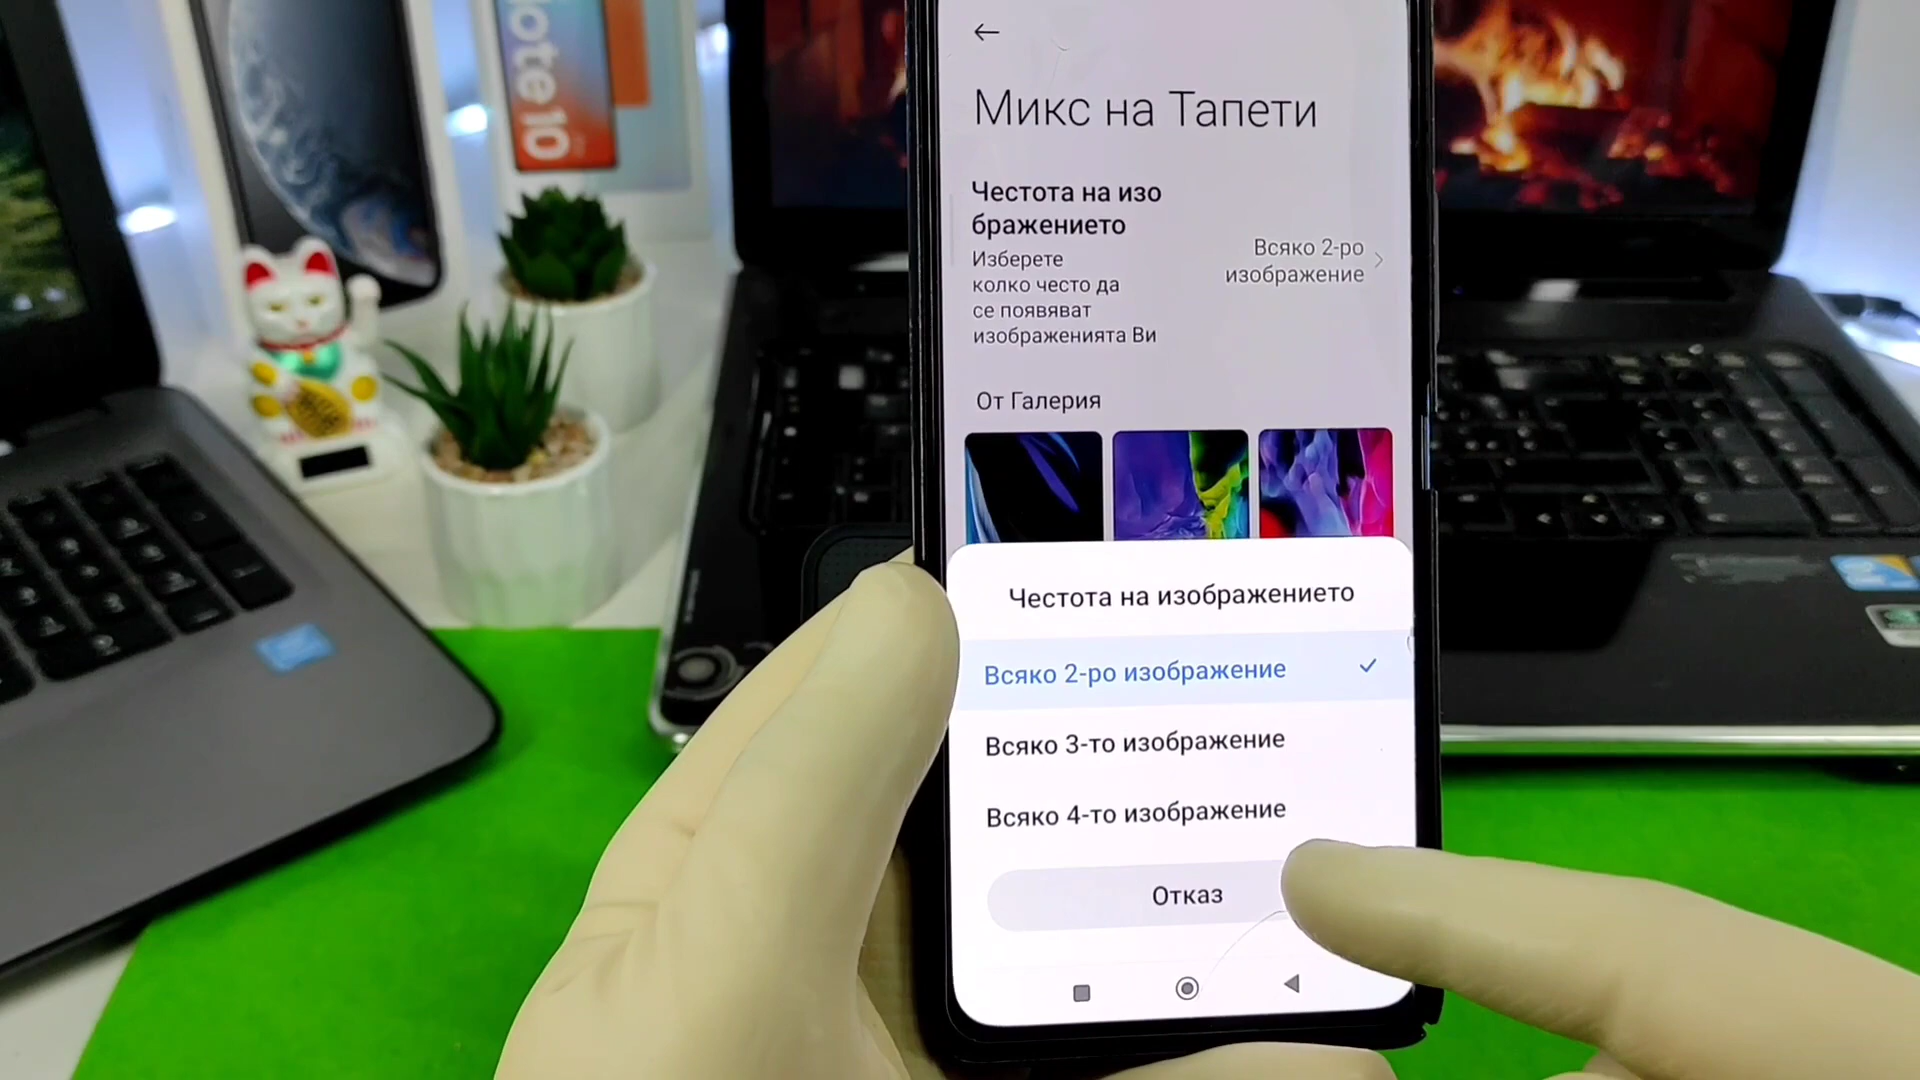 Note 10
Микс на Тапети
Честота на изо
бражението
Изберете
колко често да
се появяват
изображенията Ви
Всяко 2-ро
изображение
От Галерия
Честота на изображението
Всяко 2-ро изображение
Всяко 3-то изображение
Всяко 4-то изображение
Отказ